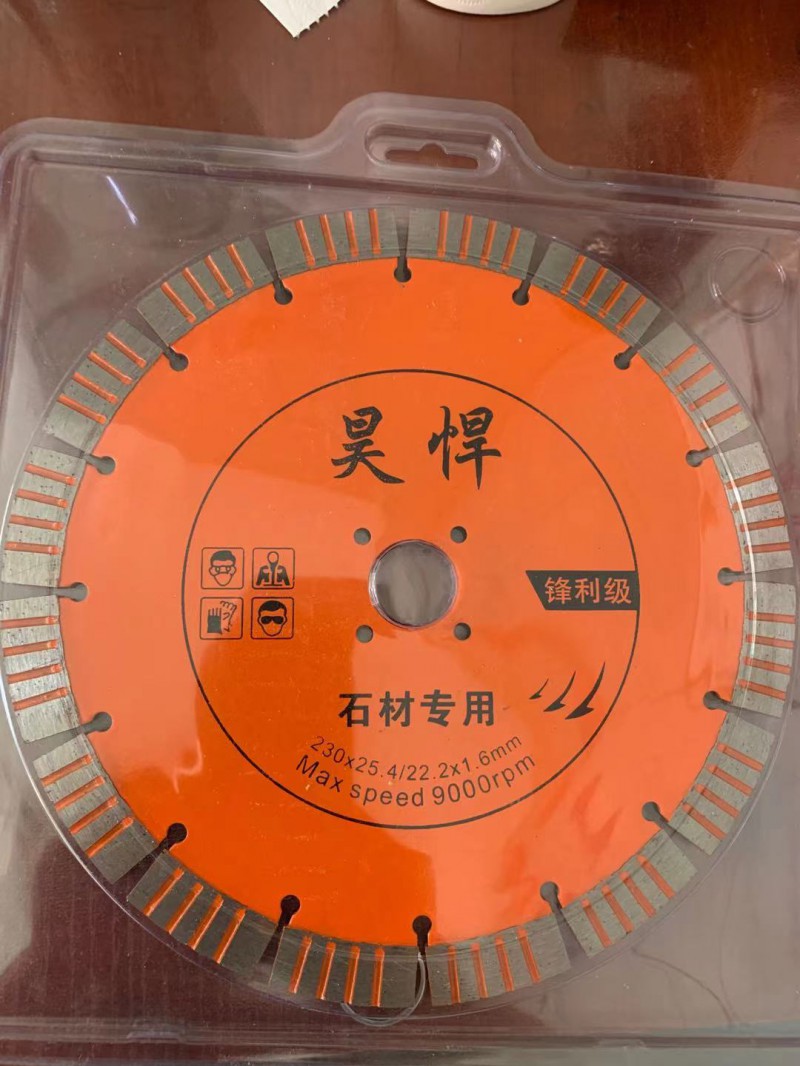 昊悍
锋利级
石材专用
230x25.4/22.2x1.6mm
Max speed 9000rpm